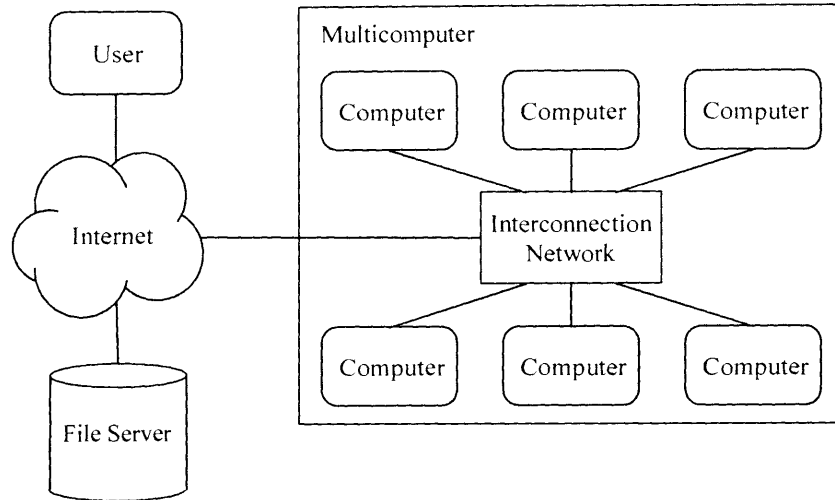 User
Internet
File Server
Multicomputer
Computer
Computer
Computer
Interconnection
Network
Computer
Computer
Computer